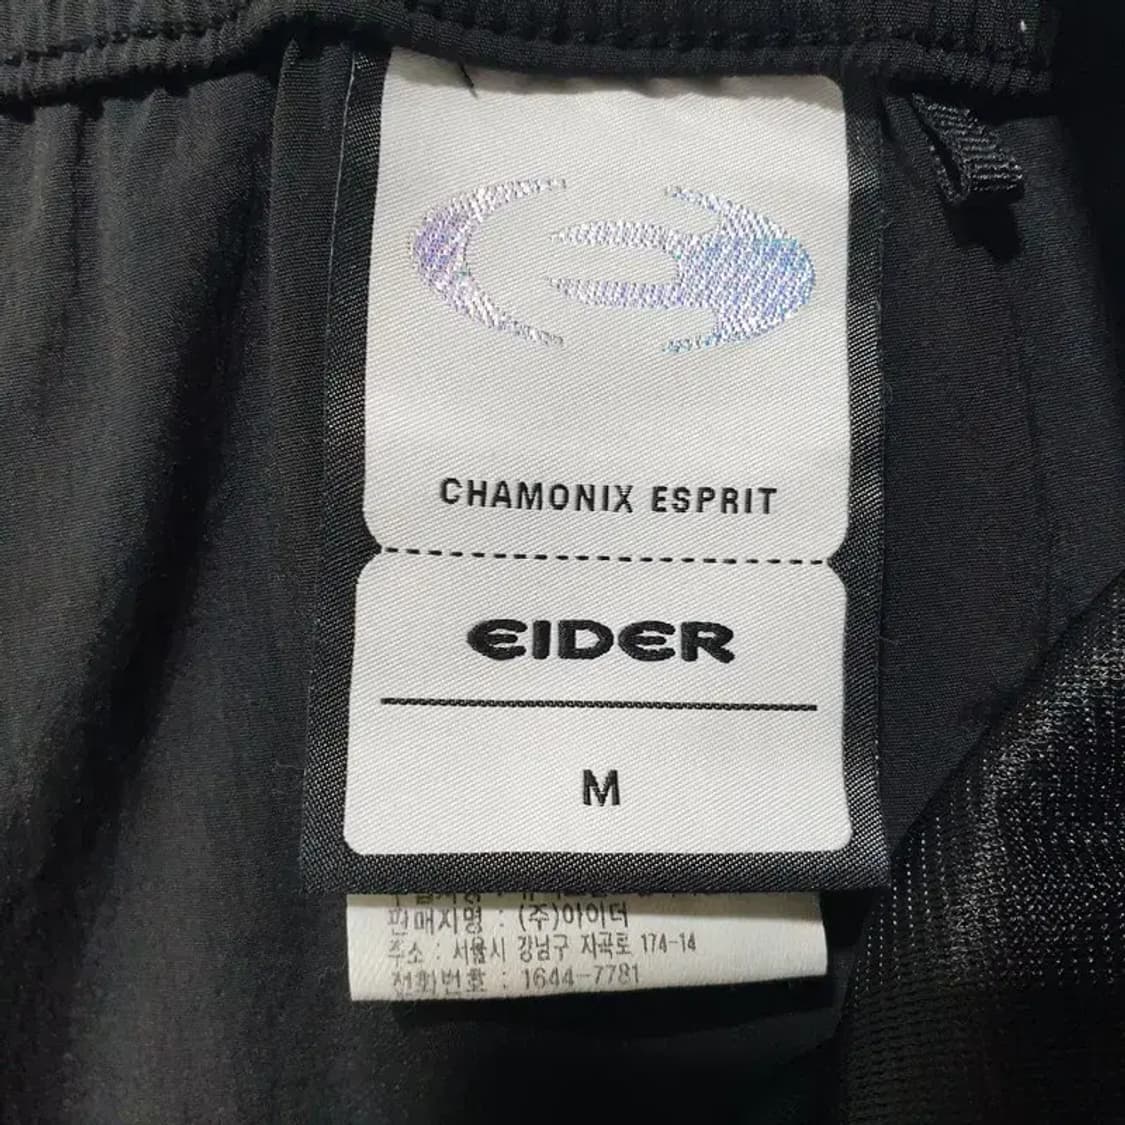 CHAMONIX ESPRIT
EIDER
M
판매자명 : (주)아이더
주소 : 서울시 강남구 자곡로 174-14
전화번호 : 1644-7781